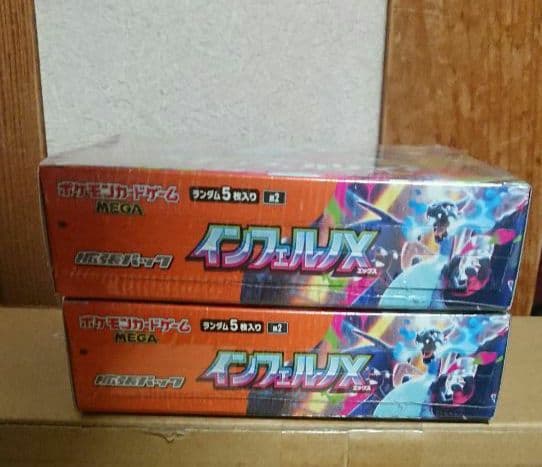 ポケモンカードゲーム
MEGA
ランダム5枚入り
M2
拡張パック
インフェルノX
エックス
ポケモンカードゲーム
MEGA
ランダム5枚入り
M2
拡張パック
インフェルノX
エックス